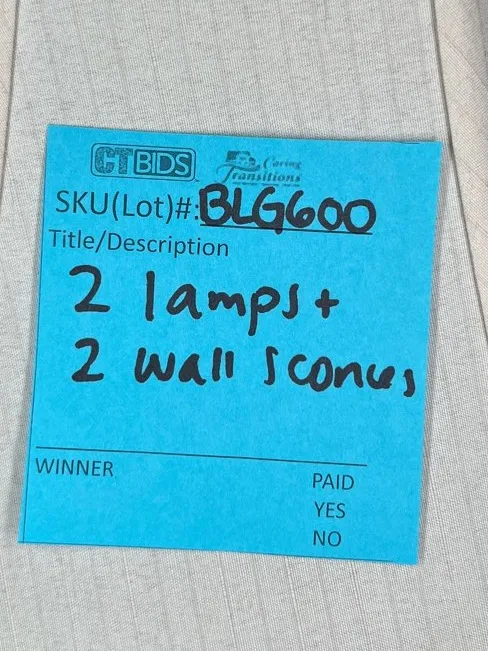 CTBIDS
Caring
Transitions
SKU(Lot)#:BLG600
Title/Description
2 lamps +
2 wall sconces
WINNER
PAID
YES
NO